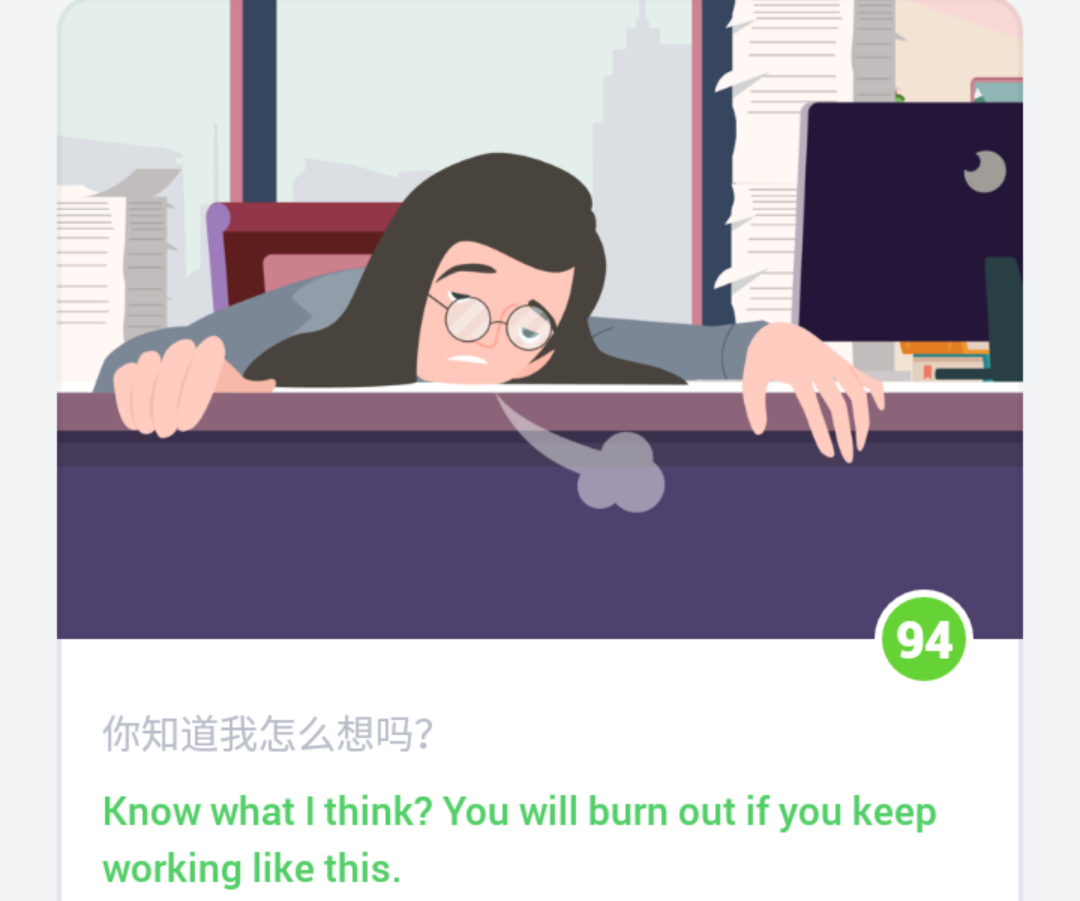 94
你知道我怎么想吗？
Know what I think? You will burn out if you keep
working like this.